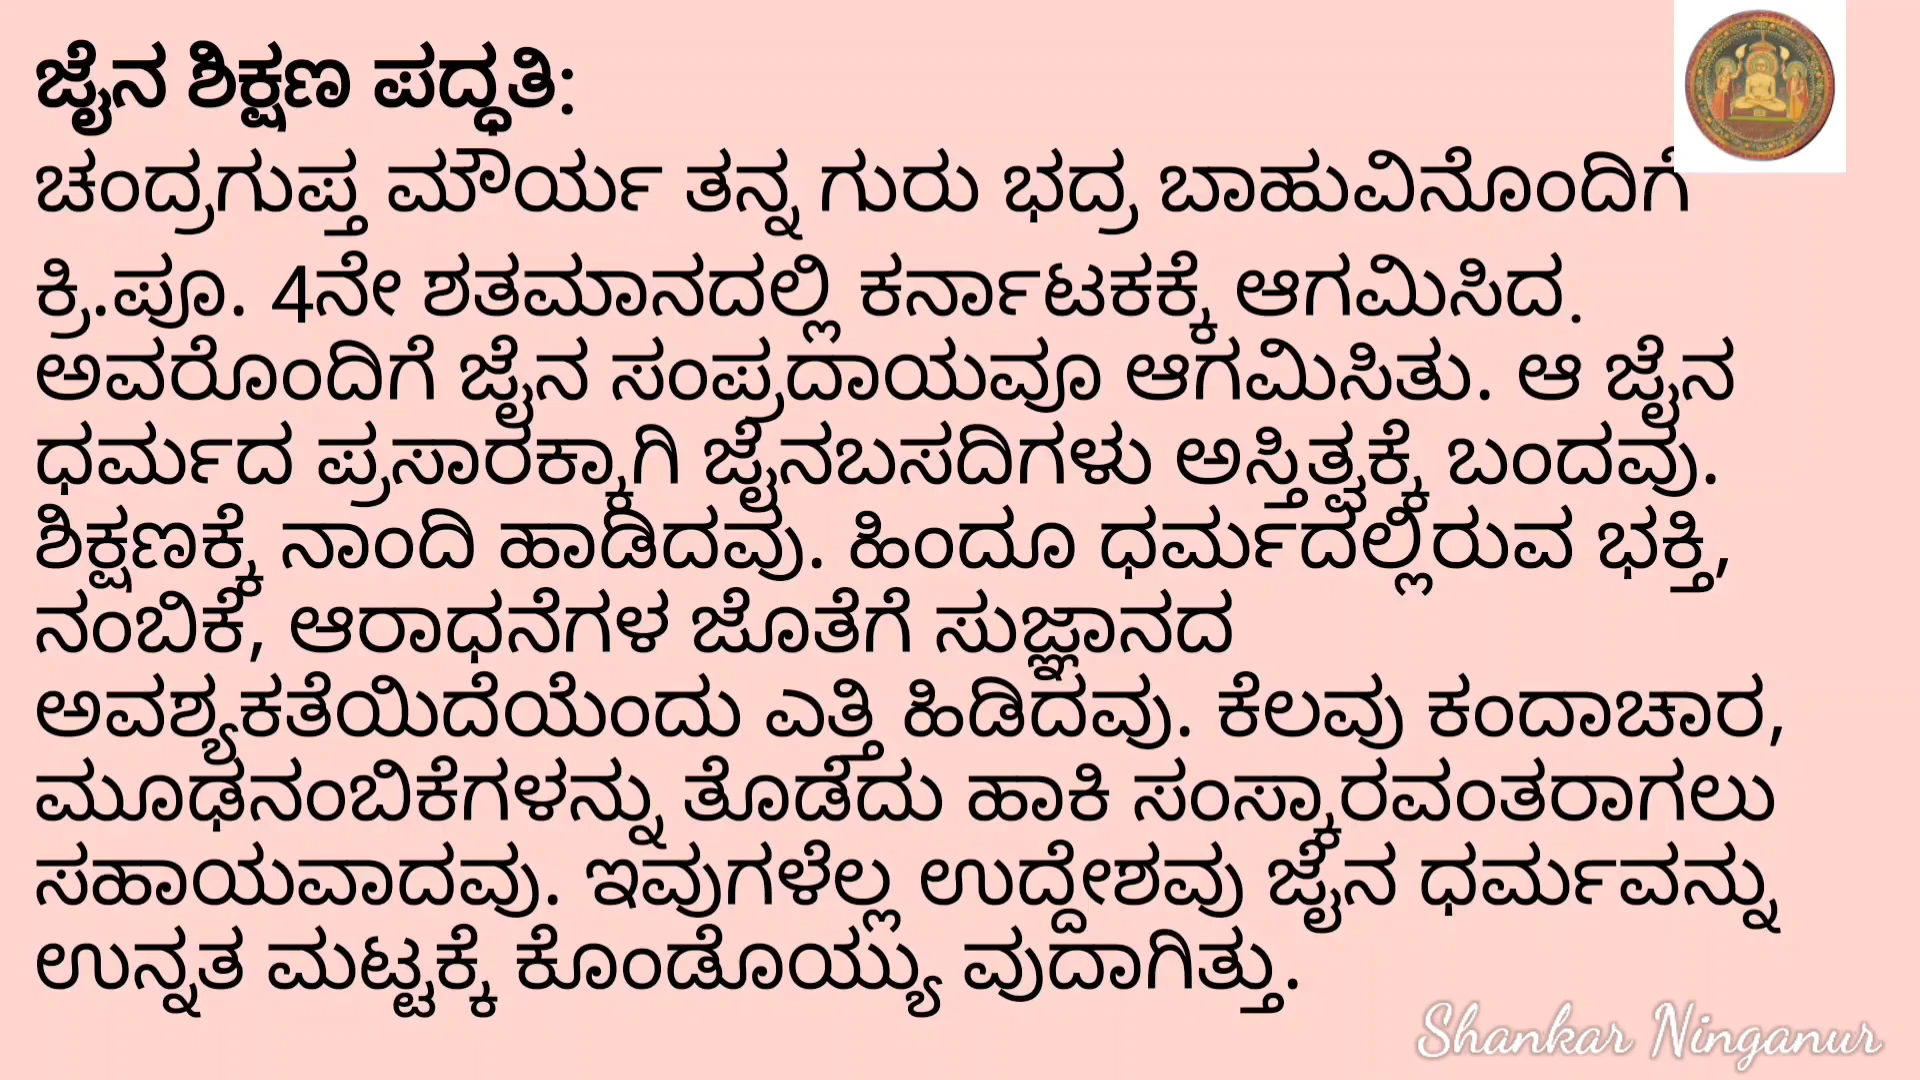 ಜೈನ ಶಿಕ್ಷಣ ಪದ್ಧತಿ:
ಚಂದ್ರಗುಪ್ತ ಮೌರ್ಯ ತನ್ನ ಗುರು ಭದ್ರ ಬಾಹುವಿನೊಂದಿಗೆ
ಕ್ರಿ.ಪೂ. 4ನೇ ಶತಮಾನದಲ್ಲಿ ಕರ್ನಾಟಕಕ್ಕೆ ಆಗಮಿಸಿದ.
ಅವರೊಂದಿಗೆ ಜೈನ ಸಂಪ್ರದಾಯವೂ ಆಗಮಿಸಿತು. ಆ ಜೈನ
ಧರ್ಮದ ಪ್ರಸಾರಕ್ಕಾಗಿ ಜೈನಬಸದಿಗಳು ಅಸ್ತಿತ್ವಕ್ಕೆ ಬಂದವು.
ಶಿಕ್ಷಣಕ್ಕೆ ನಾಂದಿ ಹಾಡಿದವು. ಹಿಂದೂ ಧರ್ಮದಲ್ಲಿರುವ ಭಕ್ತಿ,
ನಂಬಿಕೆ, ಆರಾಧನೆಗಳ ಜೊತೆಗೆ ಸುಜ್ಞಾನದ
ಅವಶ್ಯಕತೆಯಿದೆಯೆಂದು ಎತ್ತಿ ಹಿಡಿದವು. ಕೆಲವು ಕಂದಾಚಾರ,
ಮೂಢನಂಬಿಕೆಗಳನ್ನು ತೊಡೆದು ಹಾಕಿ ಸಂಸ್ಕಾರವಂತರಾಗಲು
ಸಹಾಯವಾದವು. ಇವುಗಳೆಲ್ಲ ಉದ್ದೇಶವು ಜೈನ ಧರ್ಮವನ್ನು
ಉನ್ನತ ಮಟ್ಟಕ್ಕೆ ಕೊಂಡೊಯ್ಯು ವುದಾಗಿತ್ತು.
Shankar Ninganur